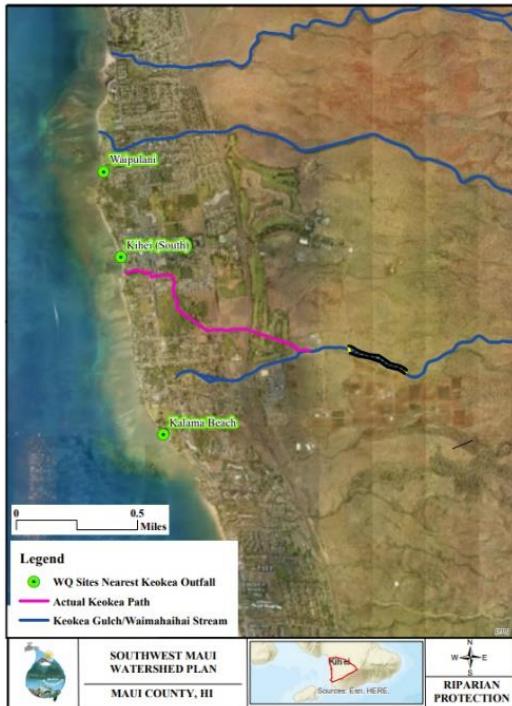 Waipulani
Kihei (South)
Kalama Beach
0 0.5
Miles
Legend
WQ Sites Nearest Keokea Outfall
Actual Keokea Path
Keokea Gulch/Waimahaihai Stream
SOUTHWEST MAUI
WATERSHED PLAN
MAUI COUNTY, HI
Kihei
Sources: Esri, HERE,
N
W E
S
RIPARIAN
PROTECTION